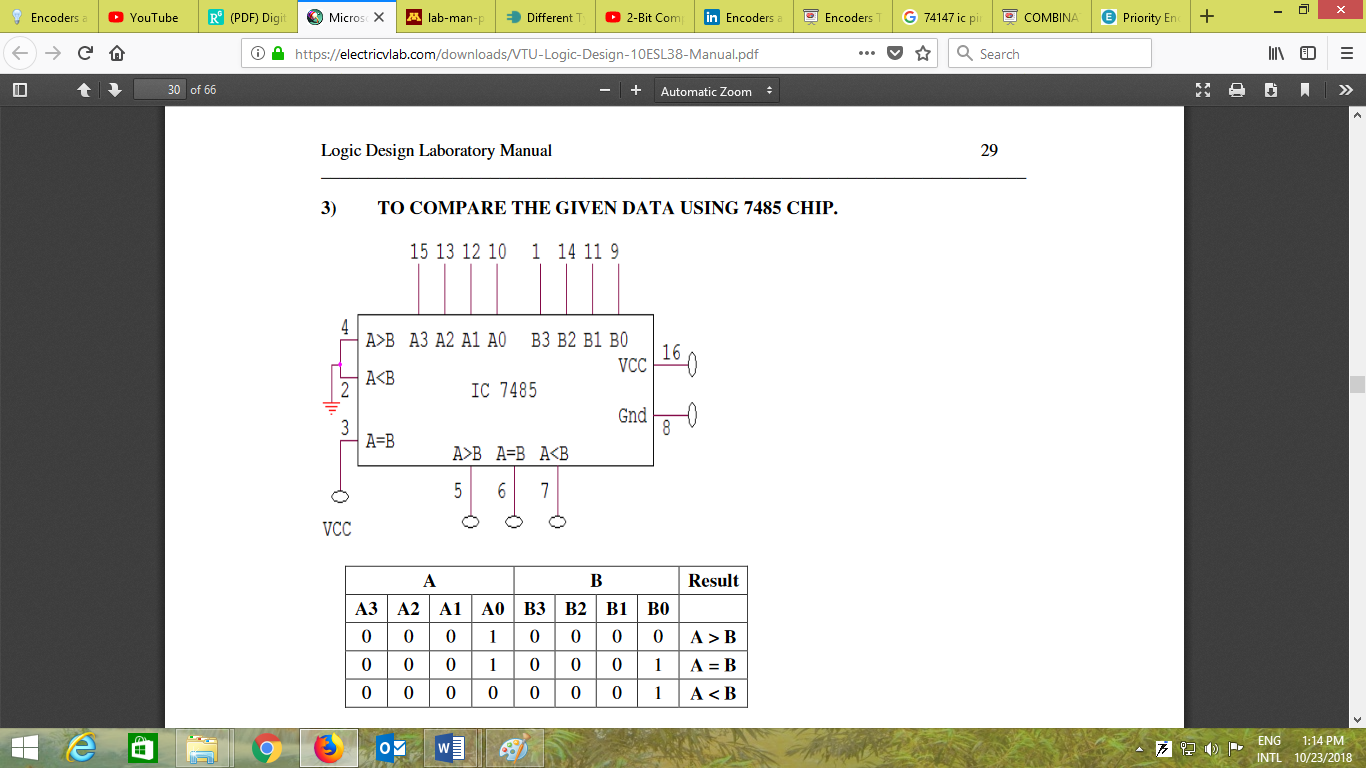 Encoders a
YouTube
(PDF) Digit
Micros
lab-man-p
Different T
2-Bit Comp
Encoders a
Encoders T
74147 ic pi
COMBINA
Priority En
https://electricvlab.com/downloads/VTU-Logic-Design-10ESL38-Manual.pdf
Search
30 of 66
Automatic Zoom
Logic Design Laboratory Manual 29
3) TO COMPARE THE GIVEN DATA USING 7485 CHIP.
15 13 12 10 1 14 11 9
4
A>B A3 A2 A1 A0 B3 B2 B1 B0
VCC 16
2 A<B
IC 7485
Gnd 8
3 A=B
A>B A=B A<B
5 6 7
VCC
A B Result
A3 A2 A1 A0 B3 B2 B1 B0
0 0 0 1 0 0 0 0 A > B
0 0 0 1 0 0 0 1 A = B
0 0 0 0 0 0 0 1 A < B
ENG 1:14 PM
INTL 10/23/2018